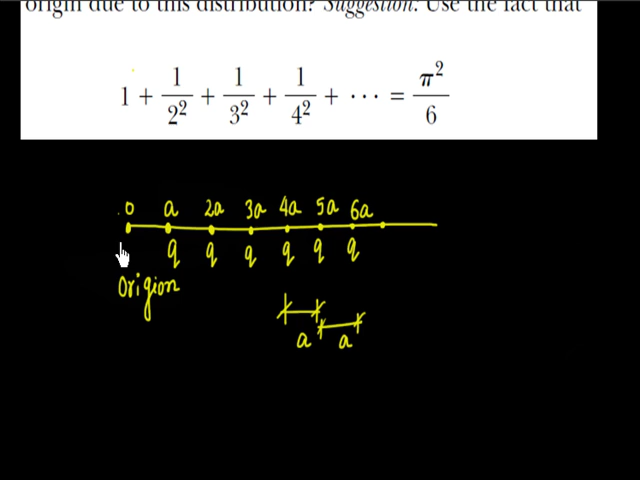 origin due to this distribution? Suggestion: Use the fact that
1 + 1/2² + 1/3² + 1/4² + ··· = π²/6
0 a 2a 3a 4a 5a 6a
q q q q q q
Origion
a a